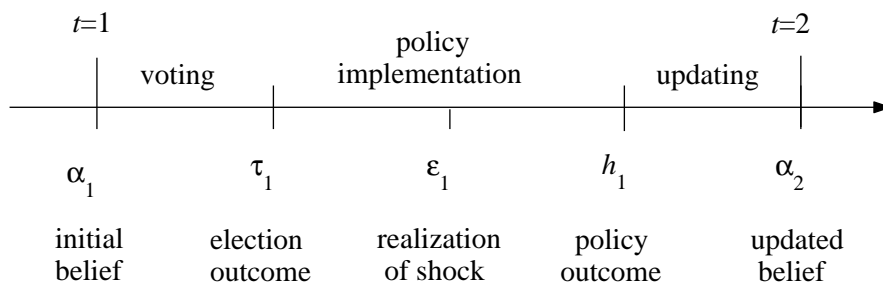 t=1
t=2
policy
voting
implementation
updating
α₁
τ₁
ε₁
h₁
α₂
initial
election
realization
policy
updated
belief
outcome
of shock
outcome
belief